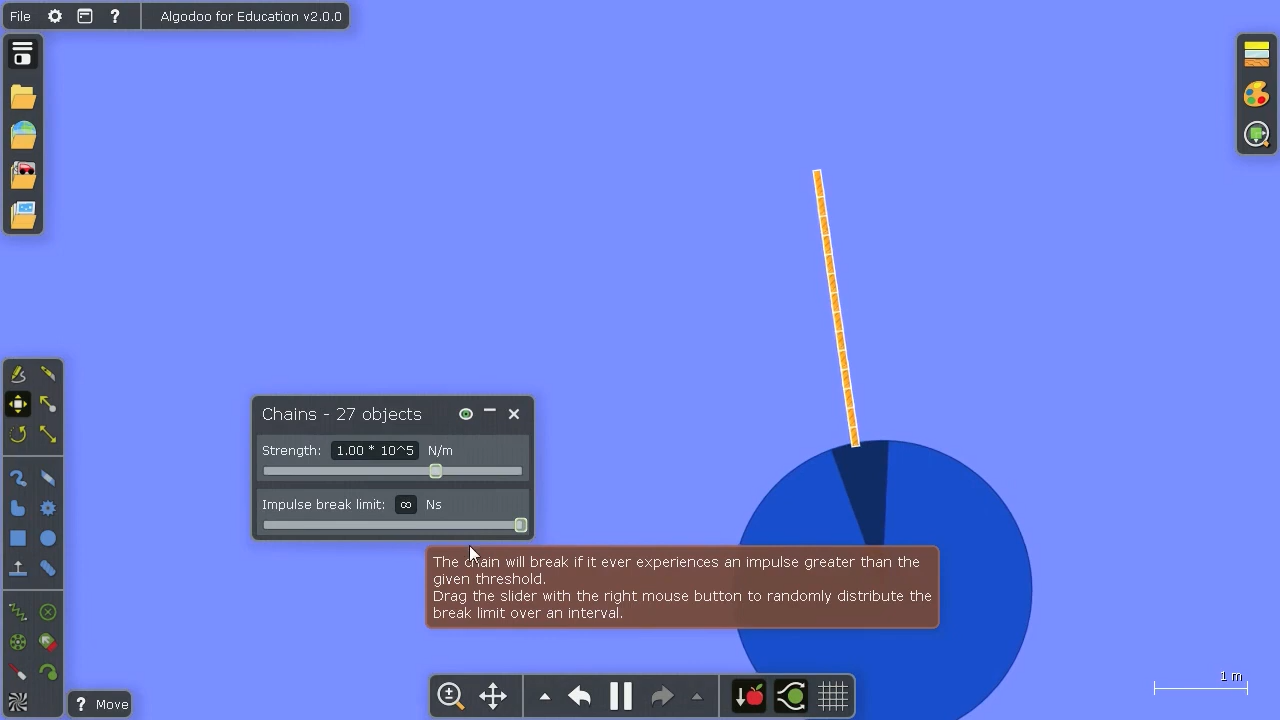 File ? Algodoo for Education v2.0.0
Chains - 27 objects
Strength: 1.00 * 10^5 N/m
Impulse break limit: ∞ Ns
The chain will break if it ever experiences an impulse greater than the
given threshold.
Drag the slider with the right mouse button to randomly distribute the
break limit over an interval.
1 m
? Move